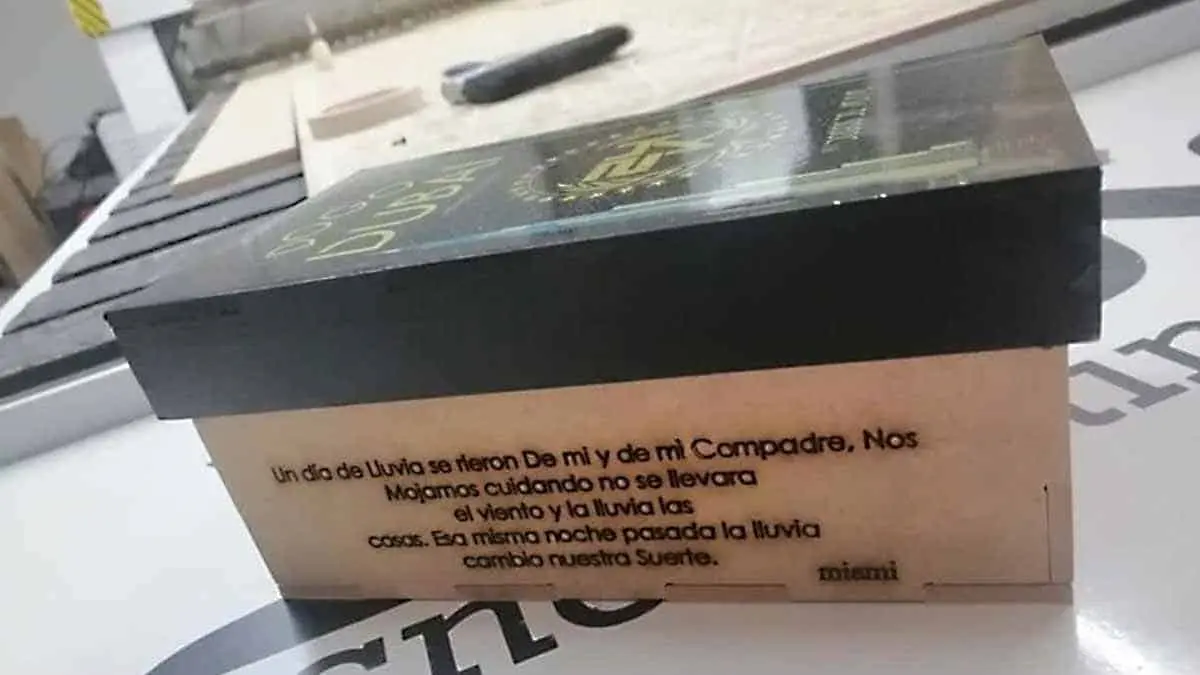 DUBAI
Un día de Lluvia se rieron De mi y de mi Compadre, Nos
Mojamos cuidando no se llevara
el viento y la lluvia las
casas. Esa misma noche pasada la lluvia
cambio nuestra Suerte.
miami